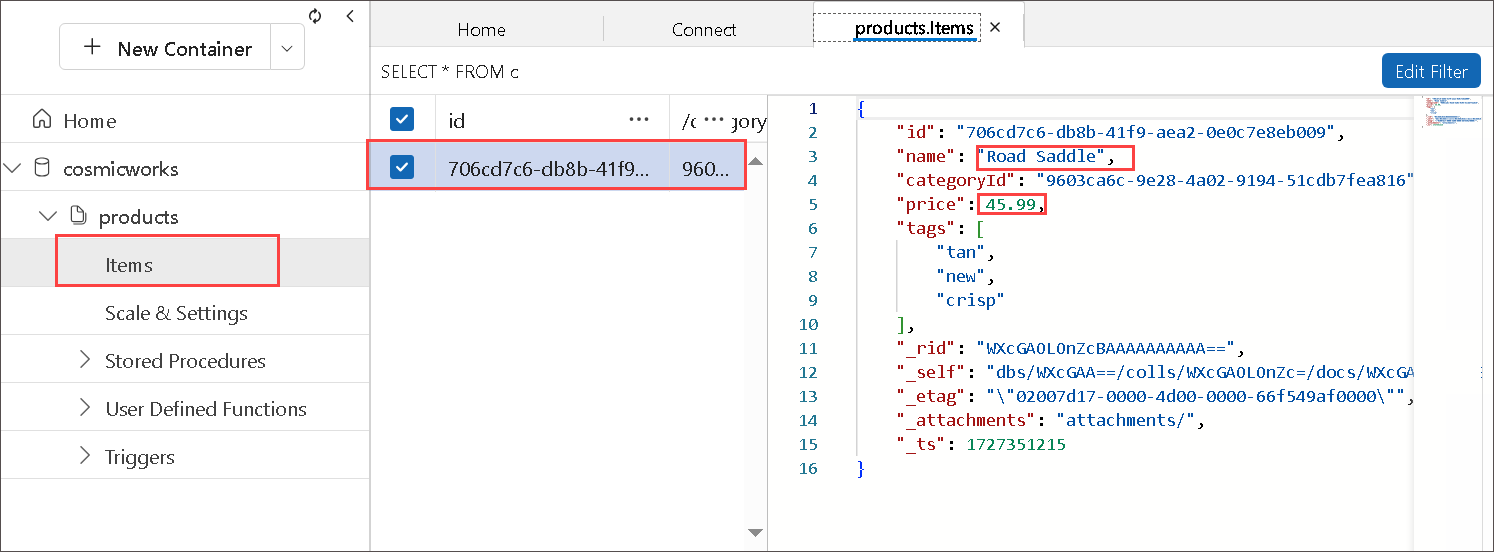 New Container
Home
cosmicworks
products
Items
Scale & Settings
Stored Procedures
User Defined Functions
Triggers
Home Connect products.Items
SELECT * FROM c
Edit Filter
id ··· /c ··· gory
706cd7c6-db8b-41f9... 960...
1 {
2 "id": "706cd7c6-db8b-41f9-aea2-0e0c7e8eb009",
3 "name": "Road Saddle",
4 "categoryId": "9603ca6c-9e28-4a02-9194-51cdb7fea816"
5 "price": 45.99,
6 "tags": [
7 "tan",
8 "new",
9 "crisp"
10 ],
11 "_rid": "WXcGAOLOnZcBAAAAAAAAAA==",
12 "_self": "dbs/WXcGAA==/colls/WXcGAOLOnZc=/docs/WXcGA
13 "_etag": "\"02007d17-0000-4d00-0000-66f549af0000\"",
14 "_attachments": "attachments/",
15 "_ts": 1727351215
16 }